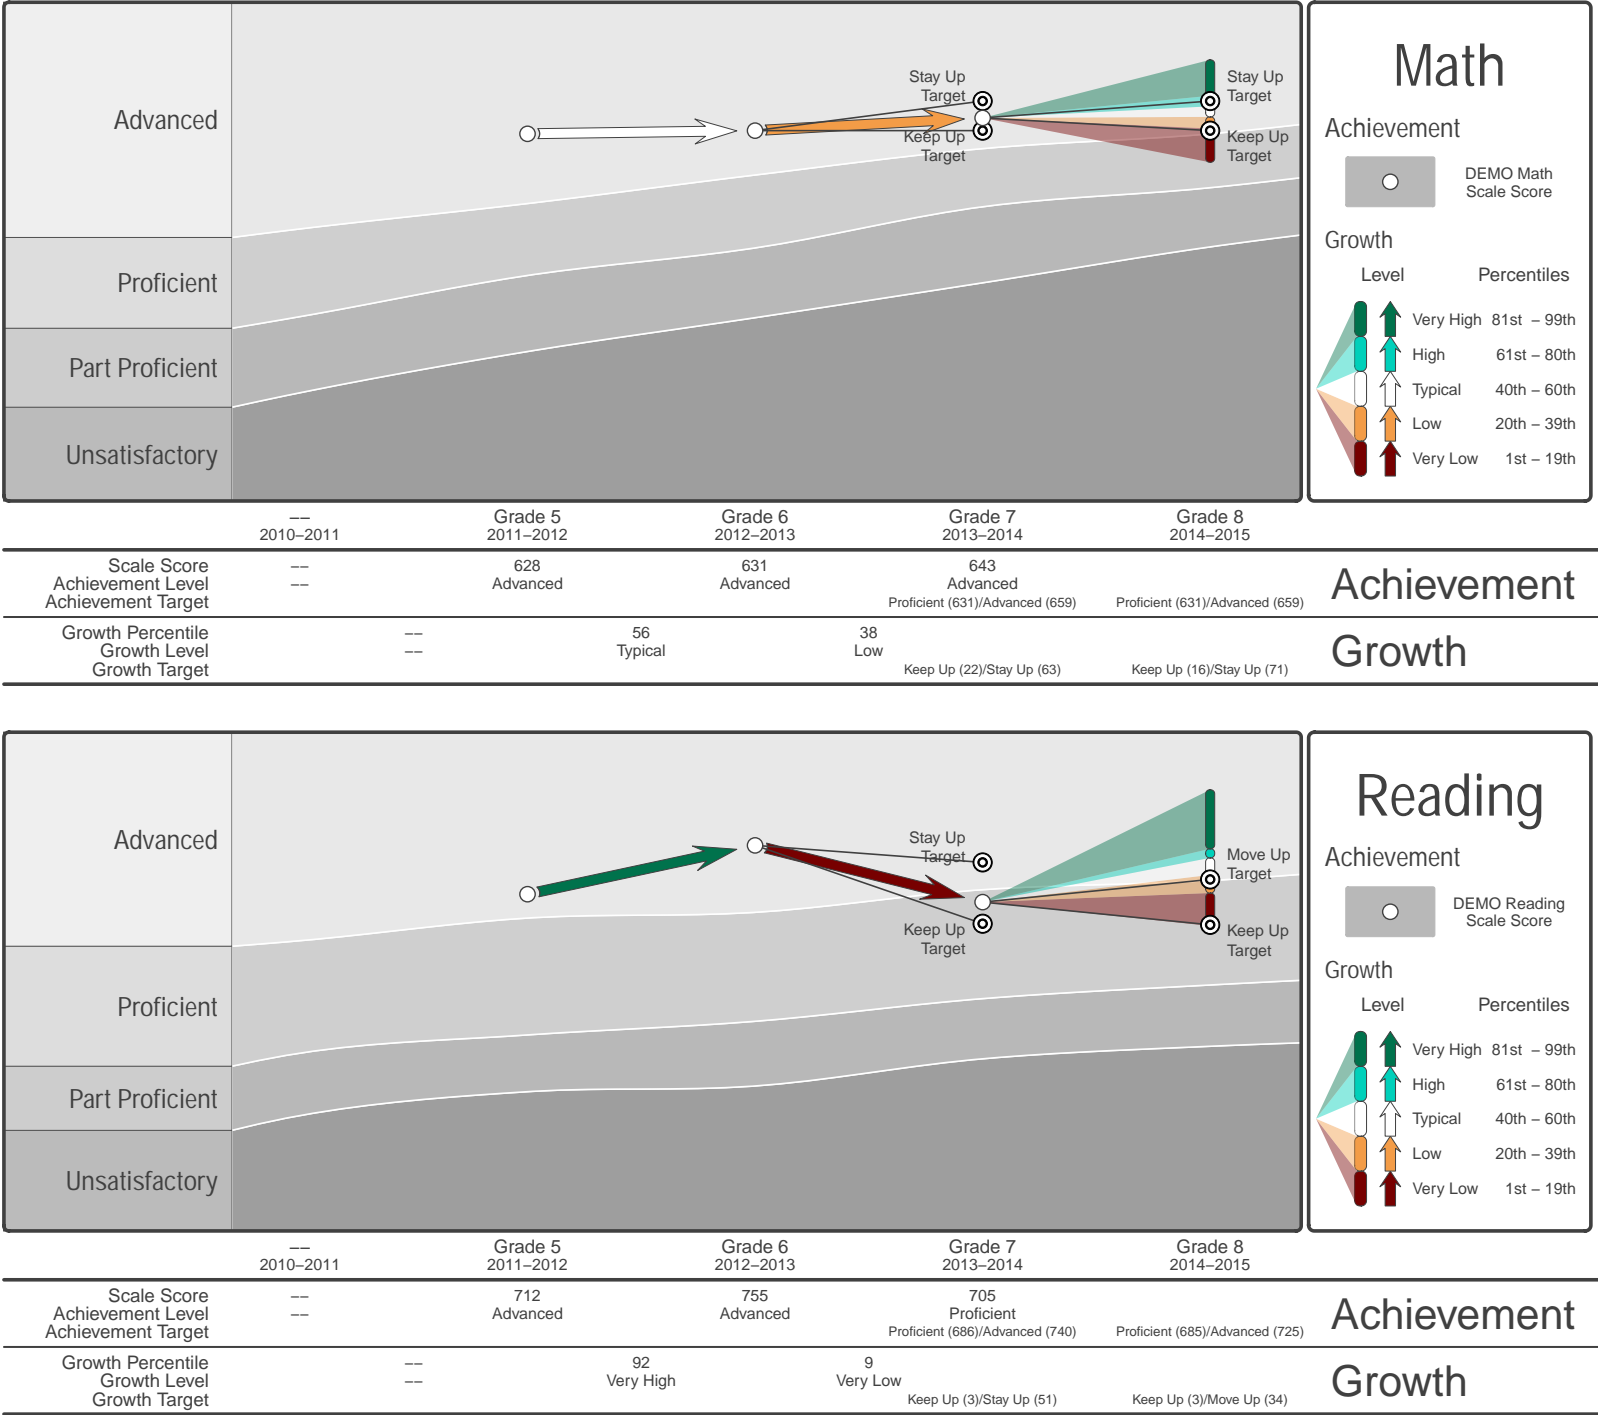 Advanced
Proficient
Part Proficient
Unsatisfactory
Stay Up
Target
Keep Up
Target
Stay Up
Target
Keep Up
Target
Math
Achievement
DEMO Math
Scale Score
Growth
Level Percentiles
Very High 81st – 99th
High 61st – 80th
Typical 40th – 60th
Low 20th – 39th
Very Low 1st – 19th
–– Grade 5 Grade 6 Grade 7 Grade 8
2010–2011 2011–2012 2012–2013 2013–2014 2014–2015
Scale Score –– 628 631 643
Achievement Level –– Advanced Advanced Advanced
Achievement Target Proficient (631)/Advanced (659) Proficient (631)/Advanced (659)
Achievement
Growth Percentile –– 56 38
Growth Level –– Typical Low
Growth Target Keep Up (22)/Stay Up (63) Keep Up (16)/Stay Up (71)
Growth
Advanced
Proficient
Part Proficient
Unsatisfactory
Stay Up
Target
Keep Up
Target
Move Up
Target
Keep Up
Target
Reading
Achievement
DEMO Reading
Scale Score
Growth
Level Percentiles
Very High 81st – 99th
High 61st – 80th
Typical 40th – 60th
Low 20th – 39th
Very Low 1st – 19th
–– Grade 5 Grade 6 Grade 7 Grade 8
2010–2011 2011–2012 2012–2013 2013–2014 2014–2015
Scale Score –– 712 755 705
Achievement Level –– Advanced Advanced Proficient
Achievement Target Proficient (686)/Advanced (740) Proficient (685)/Advanced (725)
Achievement
Growth Percentile –– 92 9
Growth Level –– Very High Very Low
Growth Target Keep Up (3)/Stay Up (51) Keep Up (3)/Move Up (34)
Growth